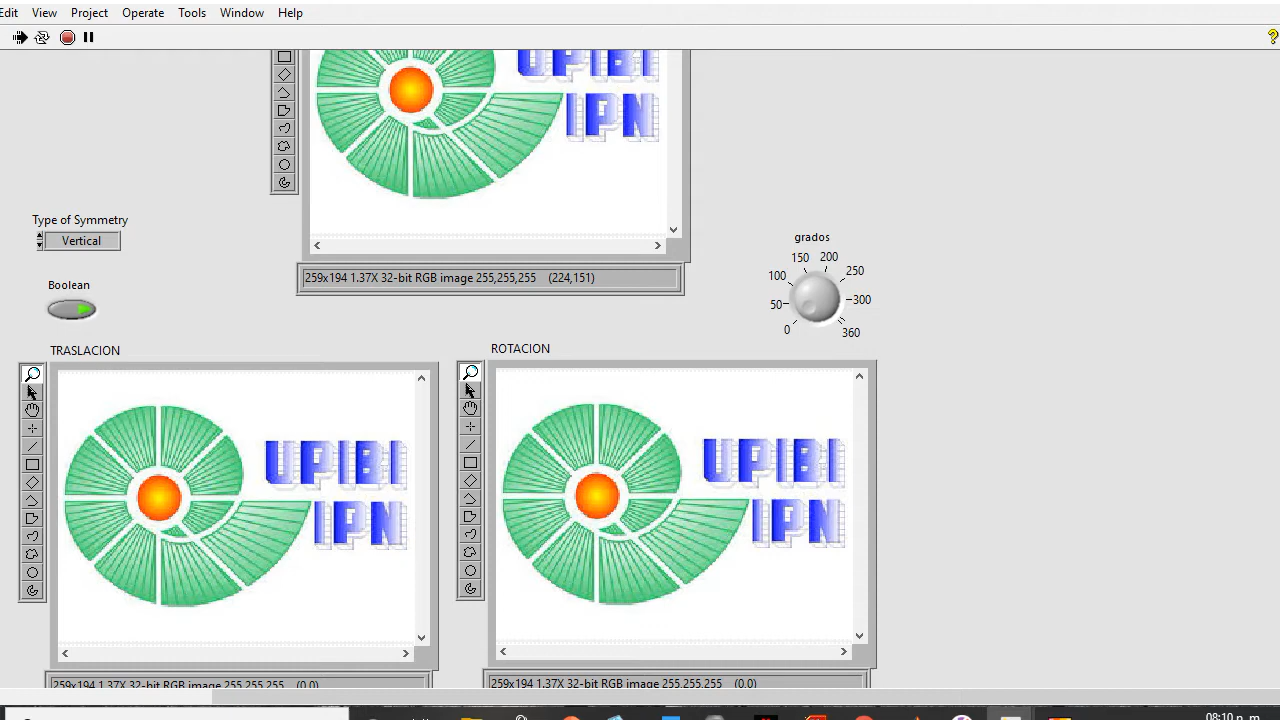 Edit View Project Operate Tools Window Help
UPIBI
IPN
Type of Symmetry
Vertical
259x194 1.37X 32-bit RGB image 255,255,255 (224,151)
grados
0 50 100 150 200 250 300 360
Boolean
TRASLACION
ROTACION
UPIBI
IPN
UPIBI
IPN
259x194 1.37X 32-bit RGB image 255,255,255 (0,0)
259x194 1.37X 32-bit RGB image 255,255,255 (0,0)
08:10 p. m.